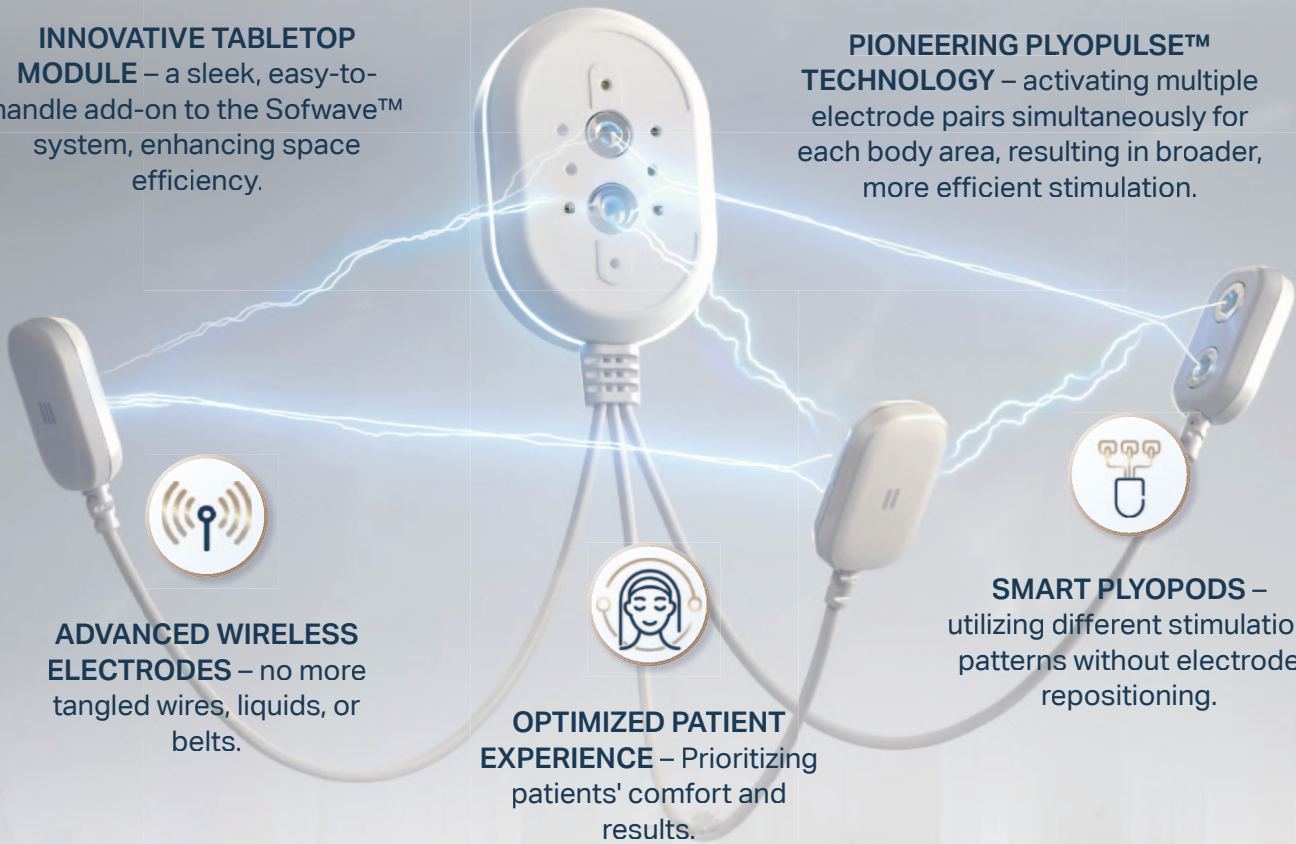 INNOVATIVE TABLETOP
MODULE – a sleek, easy-to-
handle add-on to the Sofwave™
system, enhancing space
efficiency.
PIONEERING PLYOPULSE™
TECHNOLOGY – activating multiple
electrode pairs simultaneously for
each body area, resulting in broader,
more efficient stimulation.
ADVANCED WIRELESS
ELECTRODES – no more
tangled wires, liquids, or
belts.
OPTIMIZED PATIENT
EXPERIENCE – Prioritizing
patients' comfort and
results.
SMART PLYOPODS –
utilizing different stimulatio
patterns without electrode
repositioning.